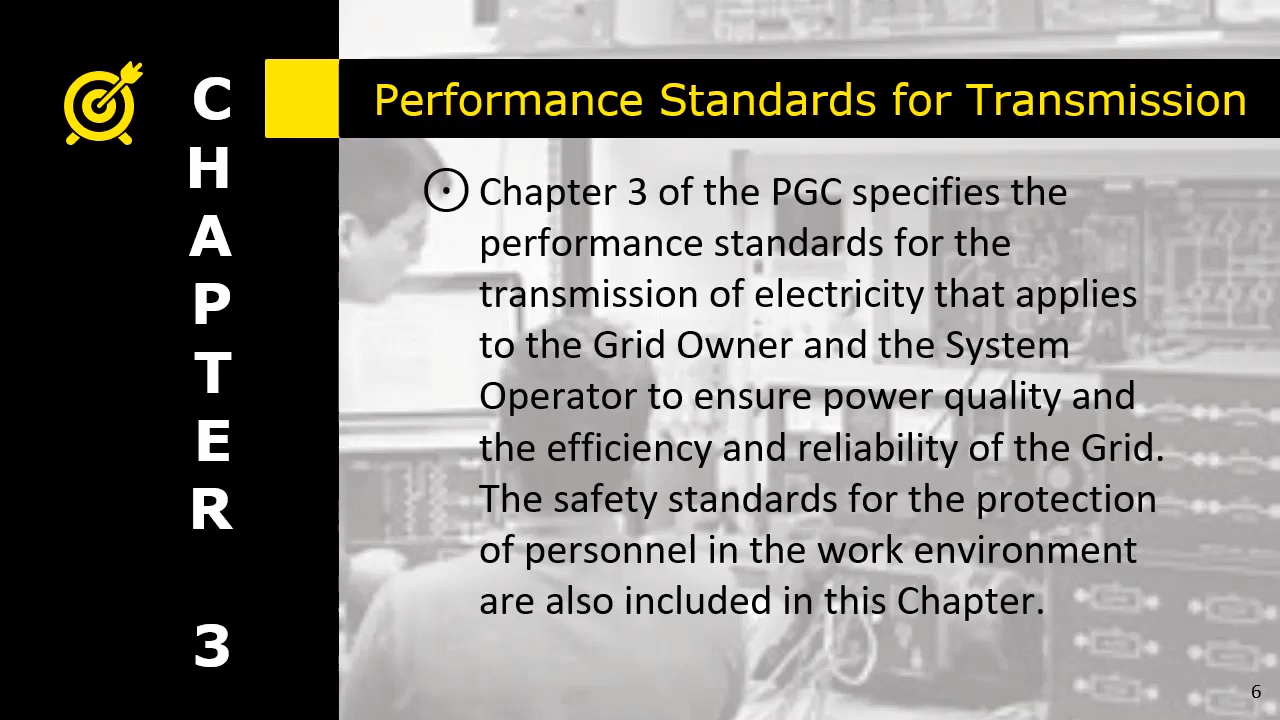 CHAPTER 3
Performance Standards for Transmission
Chapter 3 of the PGC specifies the
performance standards for the
transmission of electricity that applies
to the Grid Owner and the System
Operator to ensure power quality and
the efficiency and reliability of the Grid.
The safety standards for the protection
of personnel in the work environment
are also included in this Chapter.
6